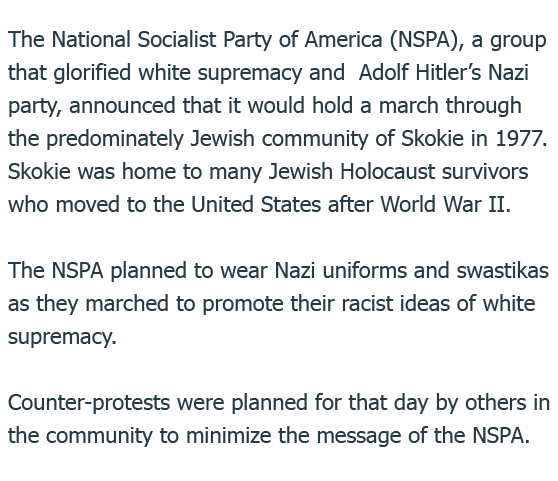 The National Socialist Party of America (NSPA), a group
that glorified white supremacy and  Adolf Hitler’s Nazi
party, announced that it would hold a march through
the predominately Jewish community of Skokie in 1977.
Skokie was home to many Jewish Holocaust survivors
who moved to the United States after World War II.
The NSPA planned to wear Nazi uniforms and swastikas
as they marched to promote their racist ideas of white
supremacy.
Counter-protests were planned for that day by others in
the community to minimize the message of the NSPA.